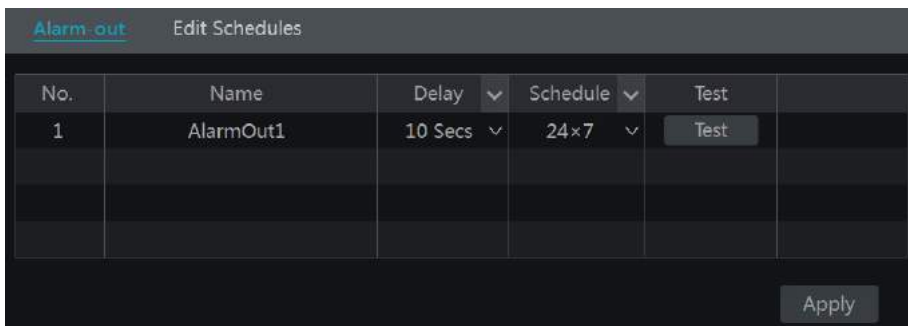 Alarm-out Edit Schedules
No. Name Delay Schedule Test
1 AlarmOut1 10 Secs 24×7 Test
Apply